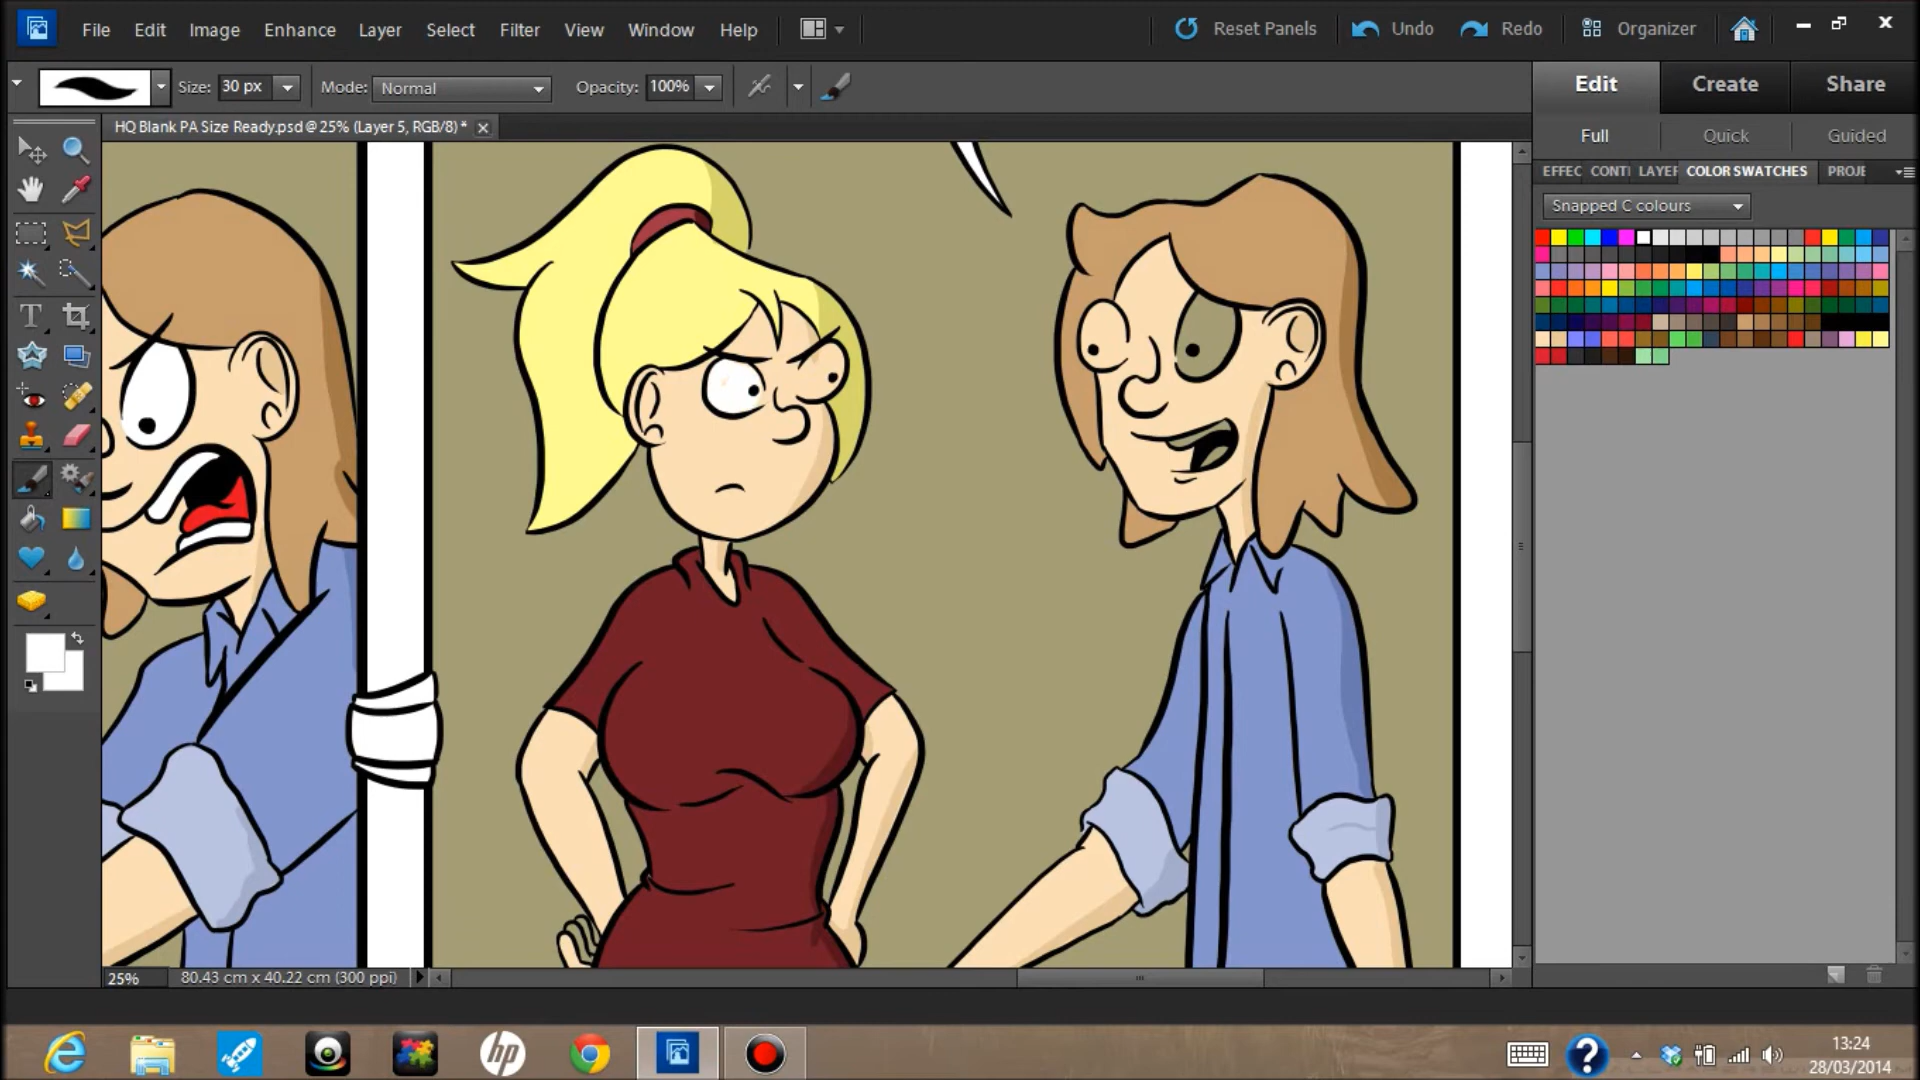 File Edit Image Enhance Layer Select Filter View Window Help Reset Panels Undo Redo Organizer
Size: 30 px Mode: Normal Opacity: 100% Edit Create Share
HQ Blank PA Size Ready.psd @ 25% (Layer 5, RGB/8) *
Full Quick Guided
EFFEC CONTI LAYER COLOR SWATCHES PROJE
Snapped C colours
T
25% 80.43 cm x 40.22 cm (300 ppi)
hp
?
13:24
28/03/2014